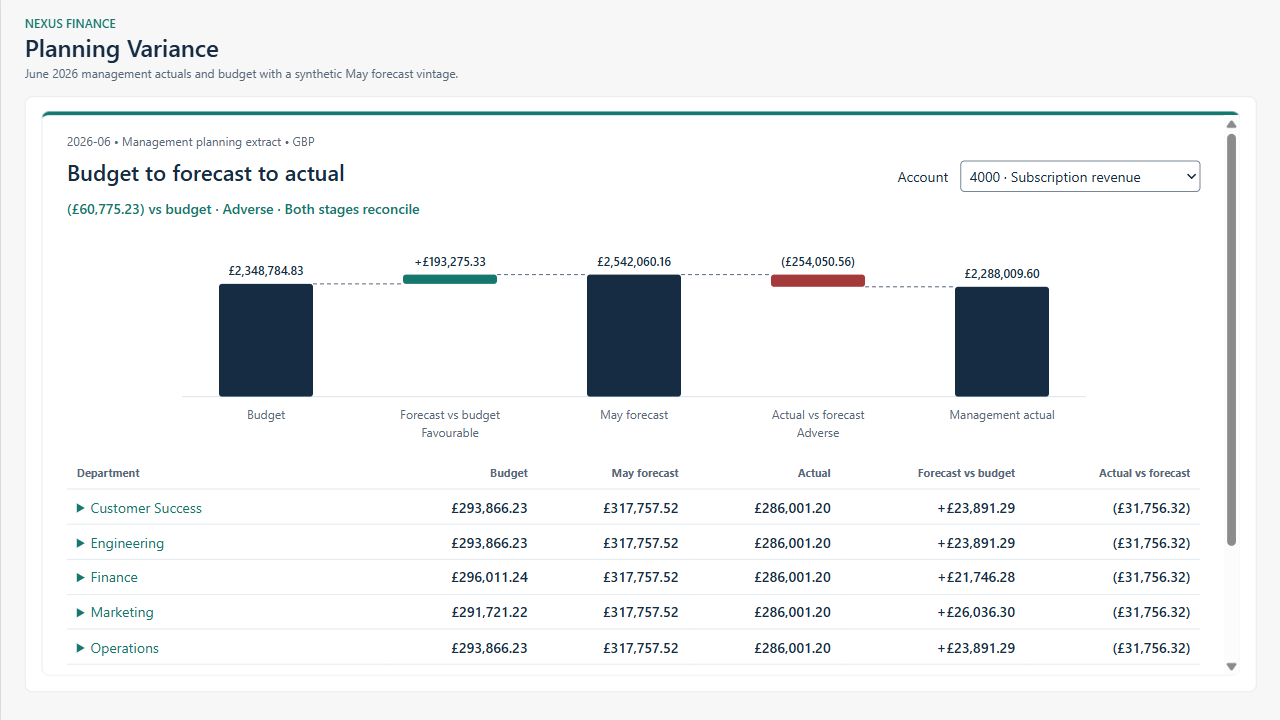 NEXUS FINANCE
Planning Variance
June 2026 management actuals and budget with a synthetic May forecast vintage.
2026-06 • Management planning extract • GBP
Budget to forecast to actual
Account 4000 · Subscription revenue
(£60,775.23) vs budget · Adverse · Both stages reconcile
£2,348,784.83 +£193,275.33 £2,542,060.16 (£254,050.56) £2,288,009.60
Budget Forecast vs budget May forecast Actual vs forecast Management actual
Favourable Adverse
Department Budget May forecast Actual Forecast vs budget Actual vs forecast
Customer Success £293,866.23 £317,757.52 £286,001.20 +£23,891.29 (£31,756.32)
Engineering £293,866.23 £317,757.52 £286,001.20 +£23,891.29 (£31,756.32)
Finance £296,011.24 £317,757.52 £286,001.20 +£21,746.28 (£31,756.32)
Marketing £291,721.22 £317,757.52 £286,001.20 +£26,036.30 (£31,756.32)
Operations £293,866.23 £317,757.52 £286,001.20 +£23,891.29 (£31,756.32)